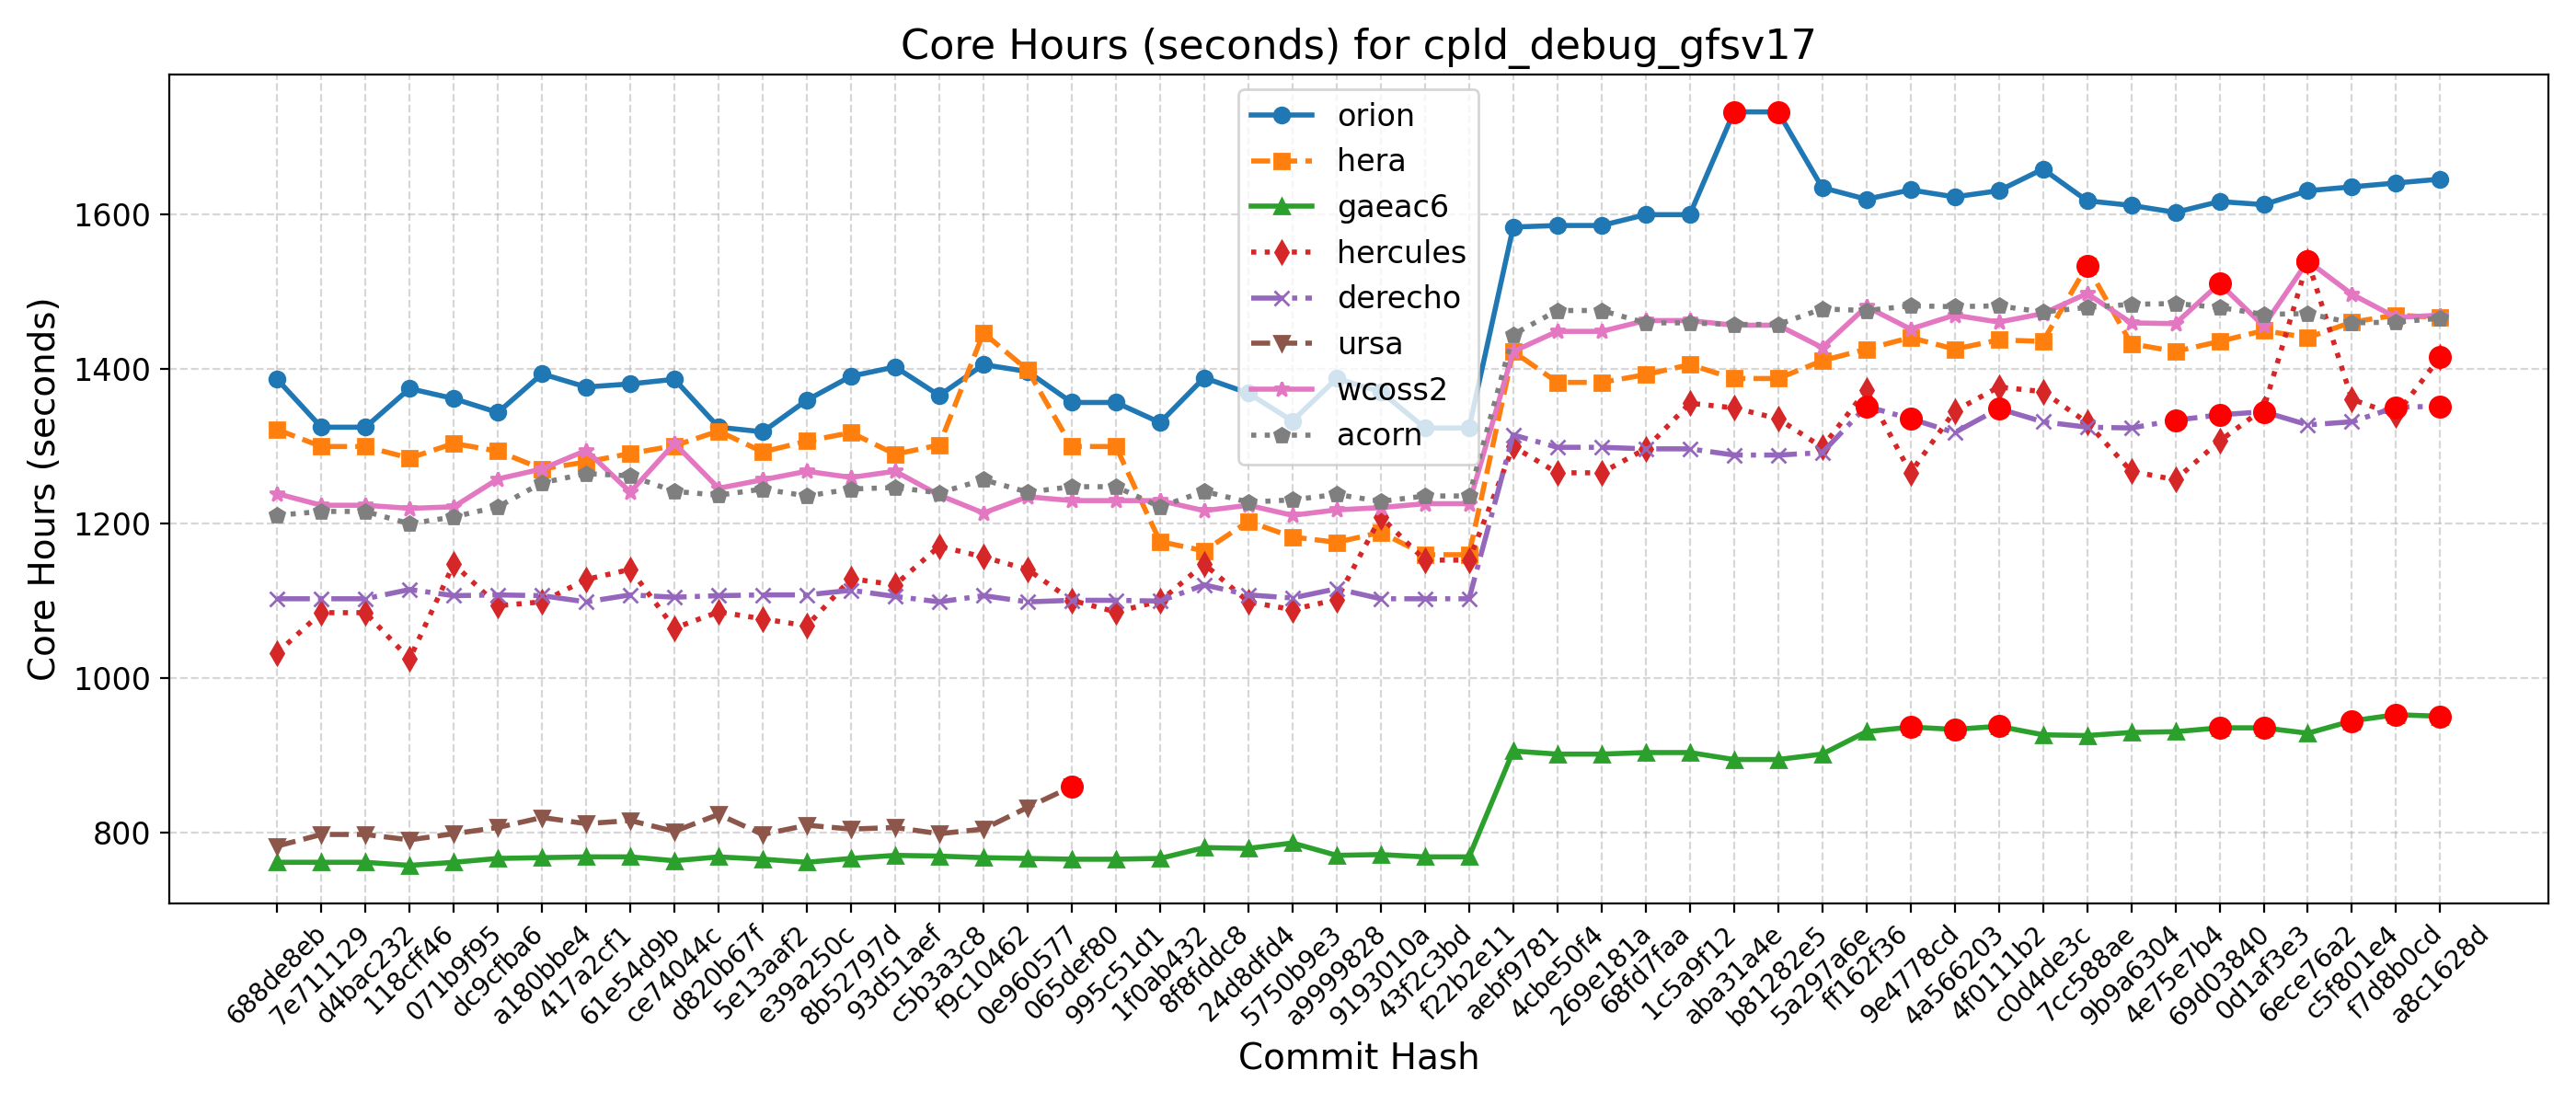 Core Hours (seconds) for cpld_debug_gfsv17
Core Hours (seconds)
1600
1400
1200
1000
800
orion
hera
gaeac6
hercules
derecho
ursa
wcoss2
acorn
688de8eb
7e711129
d4bac232
118cff46
071b9f95
dc9cfba6
a180bbe4
417a2cf1
61e54d9b
ce74044c
d820b67f
5e13aaf2
e39a250c
8b52797d
93d51aef
c5b3a3c8
f9c10462
0e960577
065def80
995c51d1
1f0ab432
8f8fddc8
24d8dfd4
5750b9e3
a9999828
9193010a
43f2c3bd
f22b2e11
aebf9781
4cbe50f4
269e181a
68fd7faa
1c5a9f12
aba31a4e
b81282e5
5a297a6e
ff162f36
9e4778cd
4a566203
4f0111b2
c0d4de3c
7cc588ae
9b9a6304
4e75e7b4
69d03840
0d1af3e3
6ece76a2
c5f801e4
f7d8b0cd
a8c1628d
Commit Hash